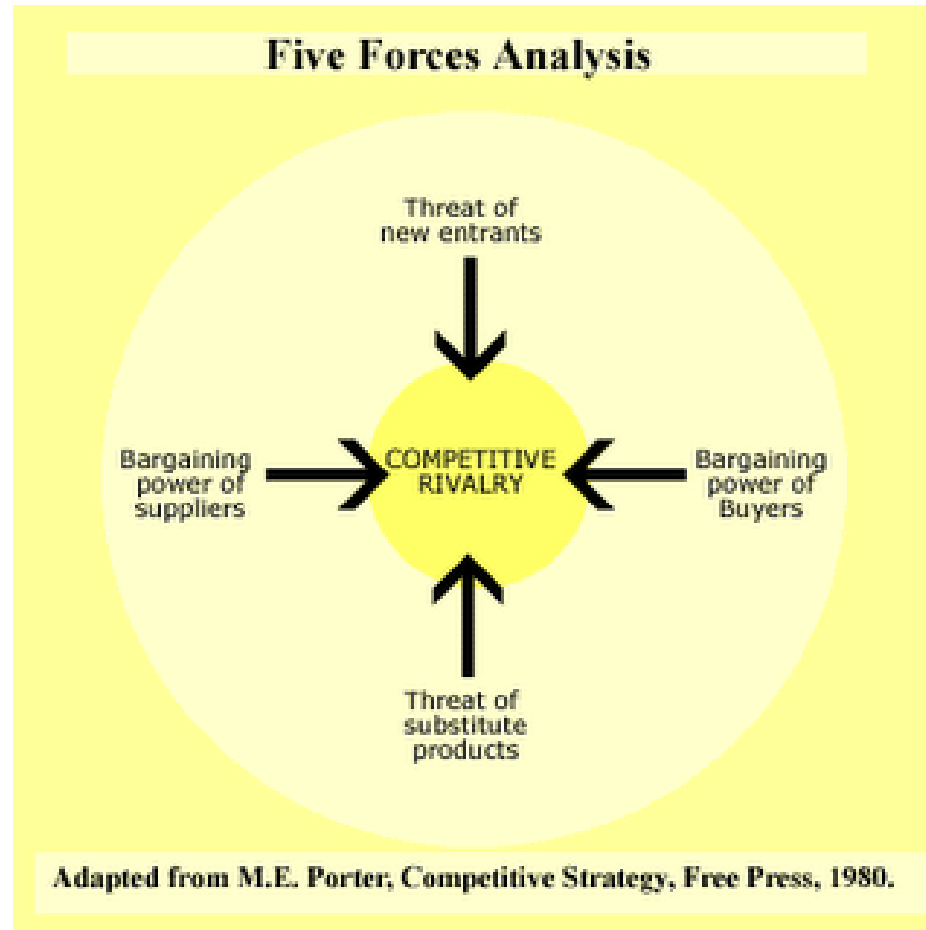 Five Forces Analysis
Threat of
new entrants
Bargaining
power of
suppliers
COMPETITIVE
RIVALRY
Bargaining
power of
Buyers
Threat of
substitute
products
Adapted from M.E. Porter, Competitive Strategy, Free Press, 1980.